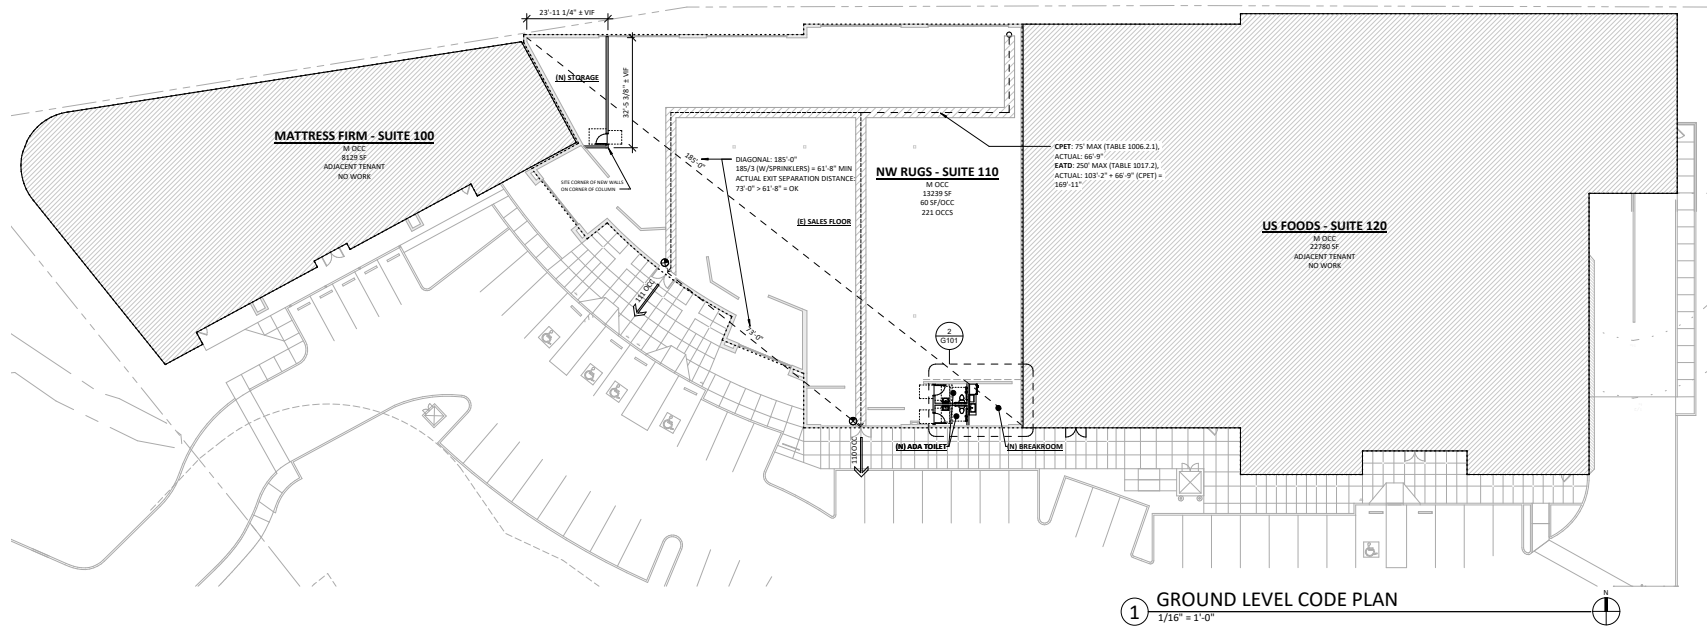 23'-11 1/4" ± VIF
(N) STORAGE
32'-5 3/8" ± VIF
MATTRESS FIRM - SUITE 100
M OCC
8129 SF
ADJACENT TENANT
NO WORK
SITE CORNER OF NEW WALLS
ON CORNER OF COLUMN
185'-0"
DIAGONAL: 185'-0"
185/3 (W/SPRINKLERS) = 61'-8" MIN
ACTUAL EXIT SEPARATION DISTANCE:
73'-0" > 61'-8" = OK
(E) SALES FLOOR
NW RUGS - SUITE 110
M OCC
13239 SF
60 SF/OCC
221 OCCS
CPET: 75' MAX (TABLE 1006.2.1),
ACTUAL: 66'-9"
EATD: 250' MAX (TABLE 1017.2),
ACTUAL: 103'-2" + 66'-9" (CPET) =
169'-11"
US FOODS - SUITE 120
M OCC
22780 SF
ADJACENT TENANT
NO WORK
111 OCC
73'-0"
2
G101
110 OCC
(N) ADA TOILET
(N) BREAKROOM
1
GROUND LEVEL CODE PLAN
1/16" = 1'-0"
N